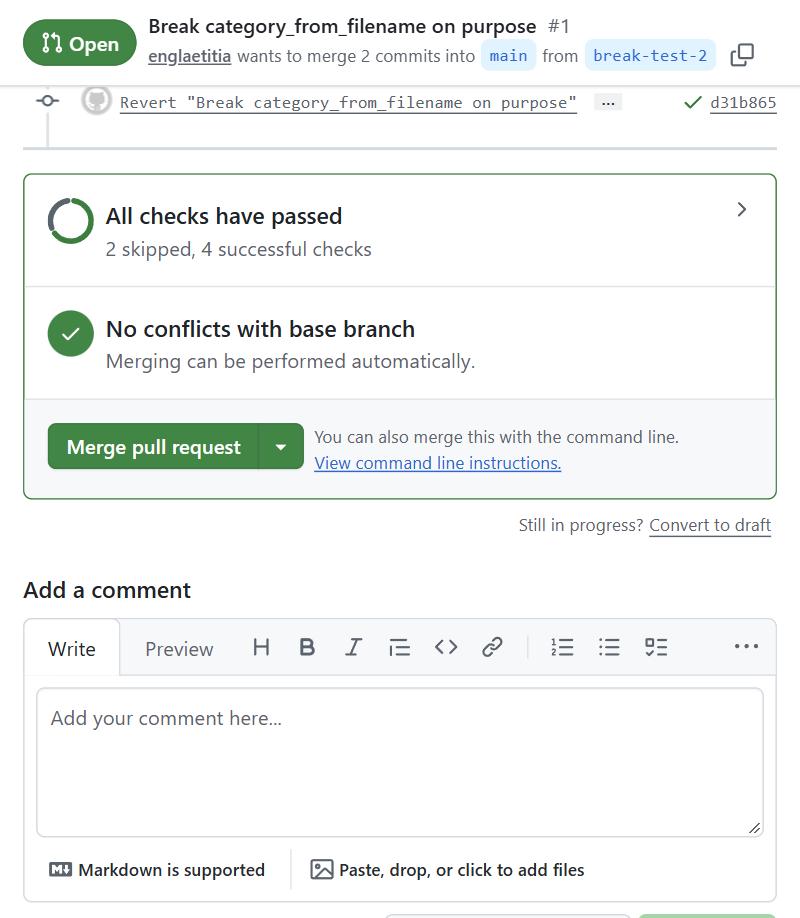 Open
Break category_from_filename on purpose #1
englaetitia wants to merge 2 commits into main from break-test-2
Revert "Break category_from_filename on purpose" ... d31b865
All checks have passed
2 skipped, 4 successful checks
No conflicts with base branch
Merging can be performed automatically.
Merge pull request
You can also merge this with the command line.
View command line instructions.
Still in progress? Convert to draft
Add a comment
Write Preview
Add your comment here...
Markdown is supported
Paste, drop, or click to add files